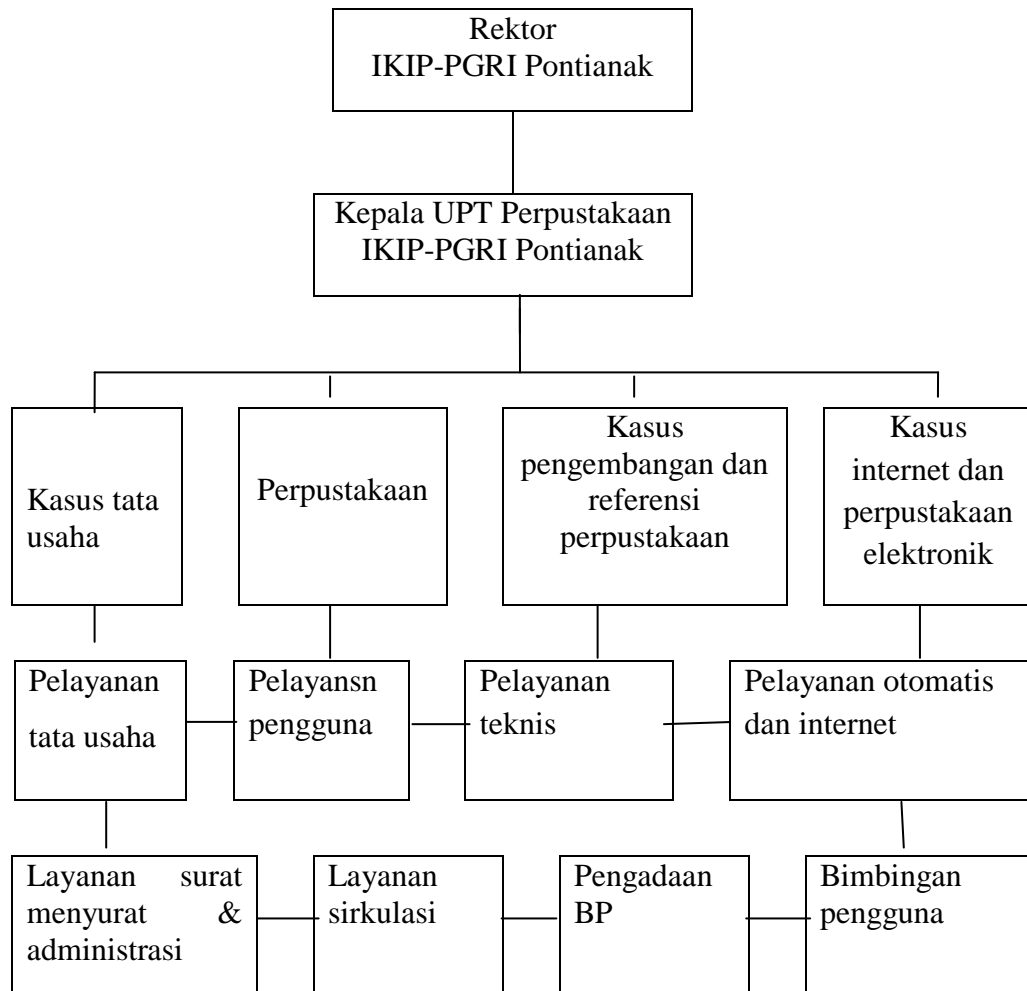 Rektor
IKIP-PGRI Pontianak
Kepala UPT Perpustakaan
IKIP-PGRI Pontianak
Kasus tata
usaha
Perpustakaan
Kasus
pengembangan dan
referensi
perpustakaan
Kasus
internet dan
perpustakaan
elektronik
Pelayanan
tata usaha
Pelayansn
pengguna
Pelayanan
teknis
Pelayanan otomatis
dan internet
Layanan surat
menyurat &
administrasi
Layanan
sirkulasi
Pengadaan
BP
Bimbingan
pengguna